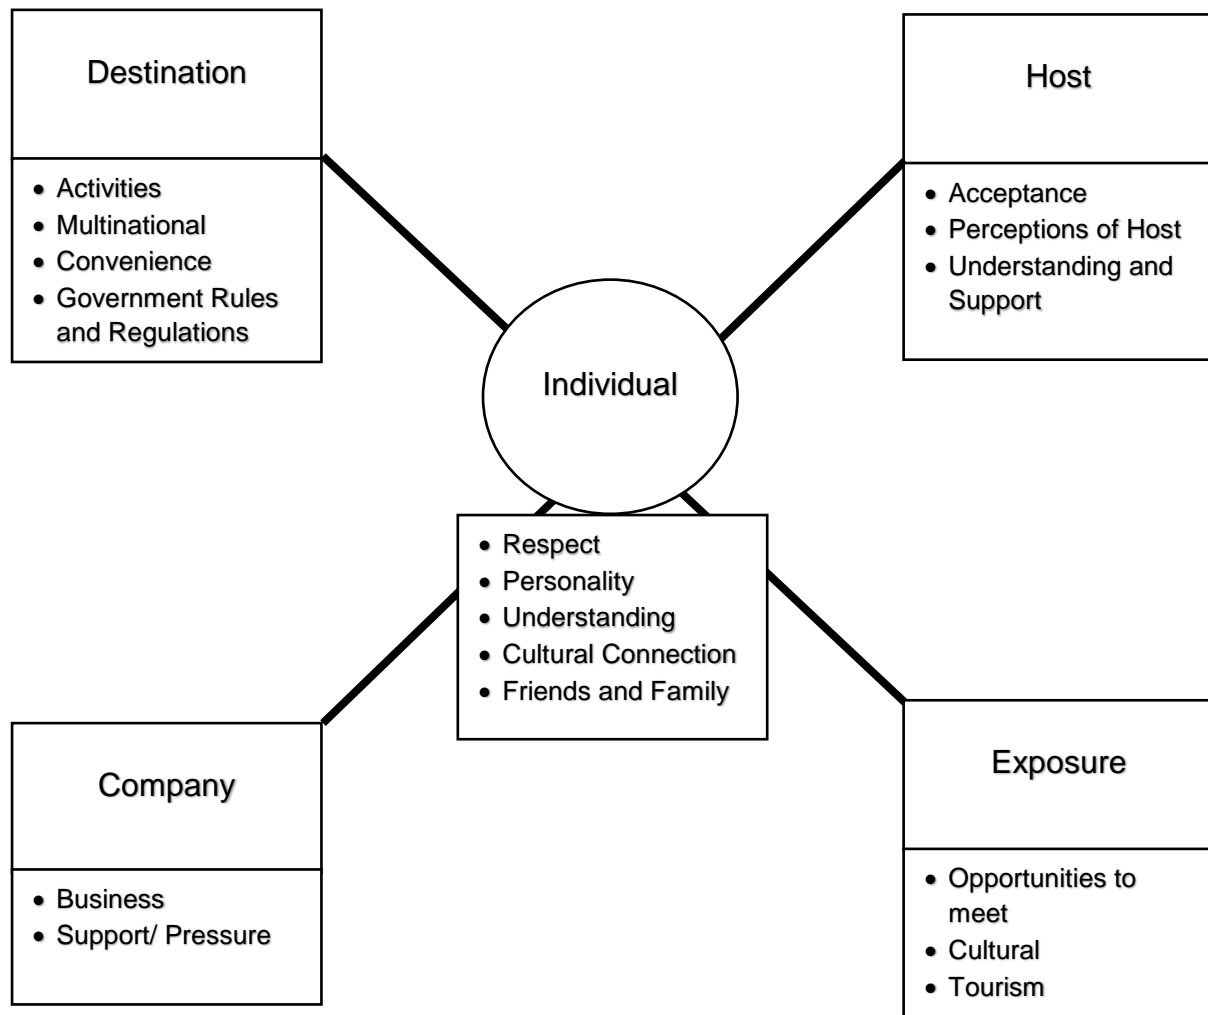 Destination
• Activities
• Multinational
• Convenience
• Government Rules
and Regulations
Host
• Acceptance
• Perceptions of Host
• Understanding and
Support
Individual
• Respect
• Personality
• Understanding
• Cultural Connection
• Friends and Family
Company
• Business
• Support/ Pressure
Exposure
• Opportunities to
meet
• Cultural
• Tourism